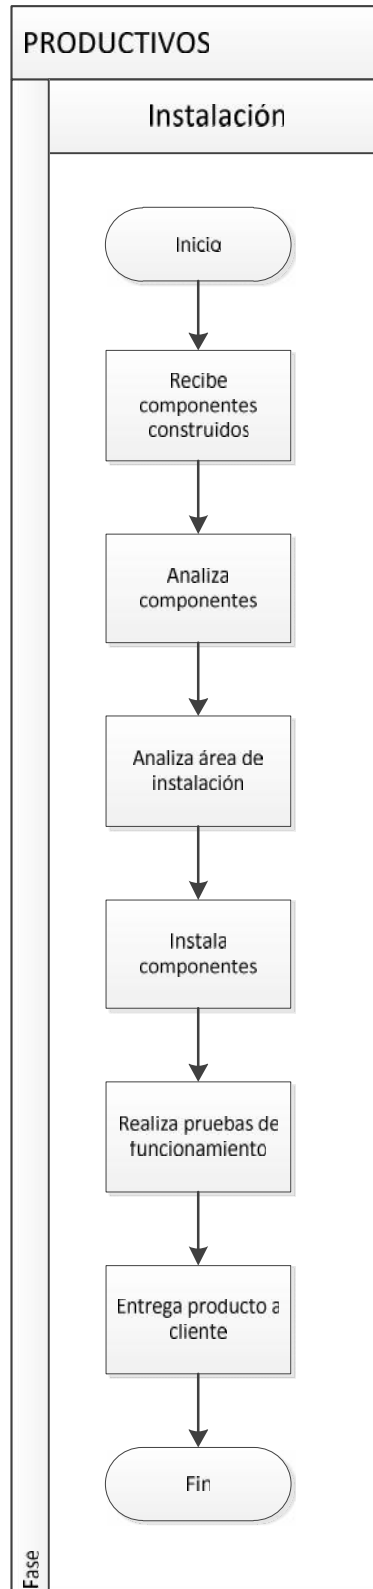 PRODUCTIVOS
Instalación
Inicio
Recibe
componentes
construidos
Analiza
componentes
Analiza área de
instalación
Instala
componentes
Realiza pruebas de
funcionamiento
Entrega producto a
cliente
Fin
Fase